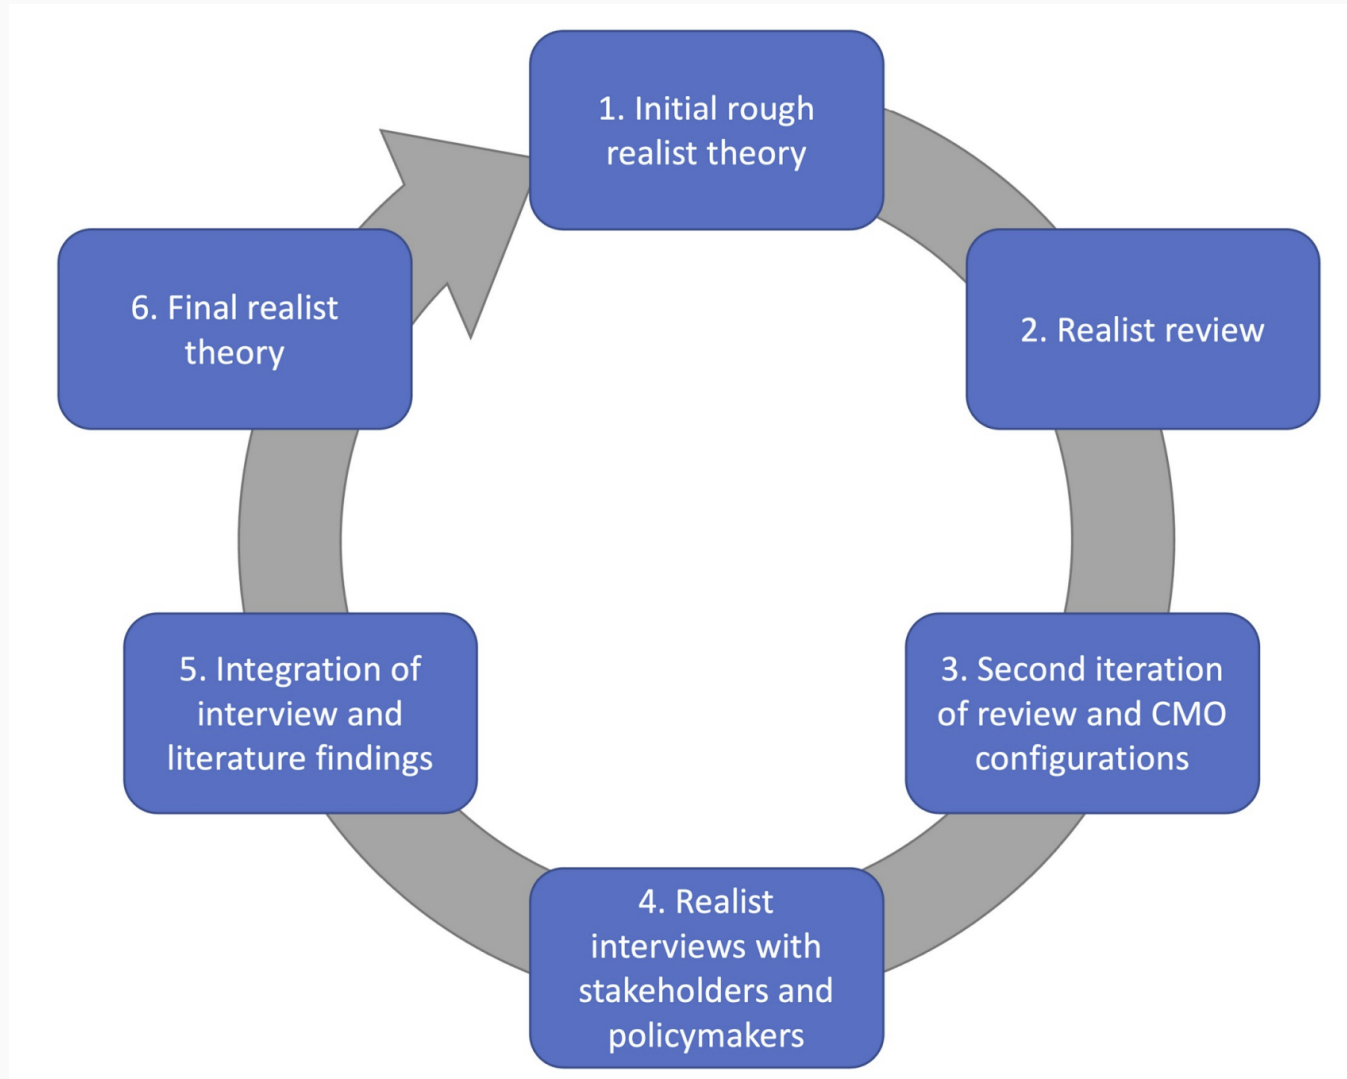 1. Initial rough
realist theory
2. Realist review
3. Second iteration
of review and CMO
configurations
4. Realist
interviews with
stakeholders and
policymakers
5. Integration of
interview and
literature findings
6. Final realist
theory